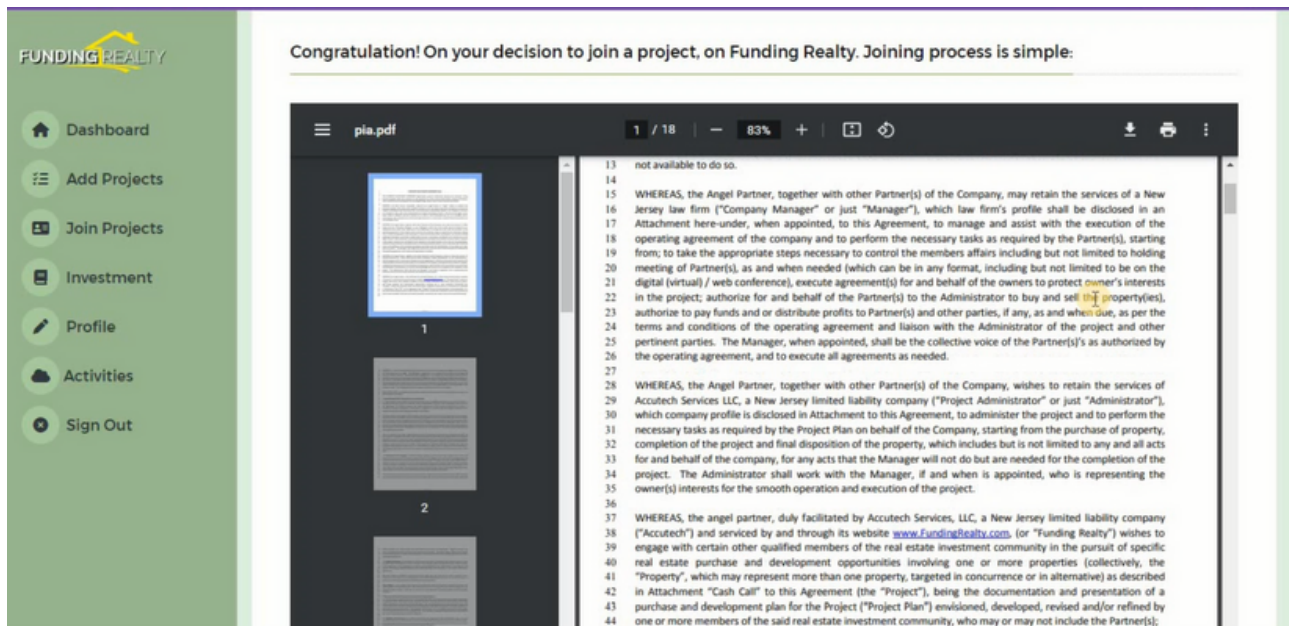 FUNDING REALTY
Dashboard
Add Projects
Join Projects
Investment
Profile
Activities
Sign Out
Congratulation! On your decision to join a project, on Funding Realty. Joining process is simple:
pia.pdf
1 / 18
83%
1
2
13 not available to do so.
14
15 WHEREAS, the Angel Partner, together with other Partner(s) of the Company, may retain the services of a New
16 Jersey law firm ("Company Manager" or just "Manager"), which law firm's profile shall be disclosed in an
17 Attachment here-under, when appointed, to this Agreement, to manage and assist with the execution of the
18 operating agreement of the company and to perform the necessary tasks as required by the Partner(s), starting
19 from; to take the appropriate steps necessary to control the members affairs including but not limited to holding
20 meeting of Partner(s), as and when needed (which can be in any format, including but not limited to be on the
21 digital (virtual) / web conference), execute agreement(s) for and behalf of the owners to protect owner's interests
22 in the project; authorize for and behalf of the Partner(s) to the Administrator to buy and sell the property(ies),
23 authorize to pay funds and or distribute profits to Partner(s) and other parties, if any, as and when due, as per the
24 terms and conditions of the operating agreement and liaison with the Administrator of the project and other
25 pertinent parties. The Manager, when appointed, shall be the collective voice of the Partner(s)'s as authorized by
26 the operating agreement, and to execute all agreements as needed.
27
28 WHEREAS, the Angel Partner, together with other Partner(s) of the Company, wishes to retain the services of
29 Accutech Services LLC, a New Jersey limited liability company ("Project Administrator" or just "Administrator"),
30 which company profile is disclosed in Attachment to this Agreement, to administer the project and to perform the
31 necessary tasks as required by the Project Plan on behalf of the Company, starting from the purchase of property,
32 completion of the project and final disposition of the property, which includes but is not limited to any and all acts
33 for and behalf of the company, for any acts that the Manager will not do but are needed for the completion of the
34 project. The Administrator shall work with the Manager, if and when is appointed, who is representing the
35 owner(s) interests for the smooth operation and execution of the project.
36
37 WHEREAS, the angel partner, duly facilitated by Accutech Services, LLC, a New Jersey limited liability company
38 ("Accutech") and serviced by and through its website www.FundingRealty.com, (or "Funding Realty") wishes to
39 engage with certain other qualified members of the real estate investment community in the pursuit of specific
40 real estate purchase and development opportunities involving one or more properties (collectively, the
41 "Property", which may represent more than one property, targeted in concurrence or in alternative) as described
42 in Attachment "Cash Call" to this Agreement (the "Project"), being the documentation and presentation of a
43 purchase and development plan for the Project ("Project Plan") envisioned, developed, revised and/or refined by
44 one or more members of the said real estate investment community, who may or may not include the Partner(s);